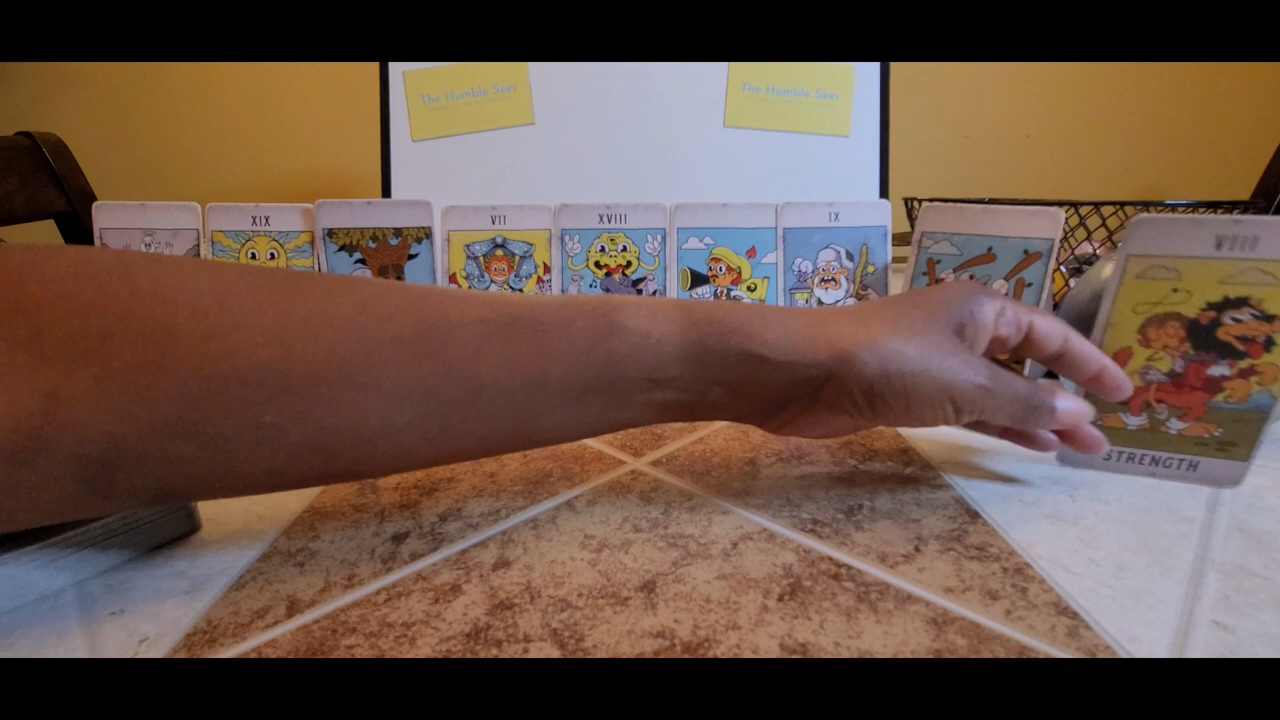 The Humble Seer
The Humble Seer
XIX
VII
XVIII
IX
VIII
STRENGTH